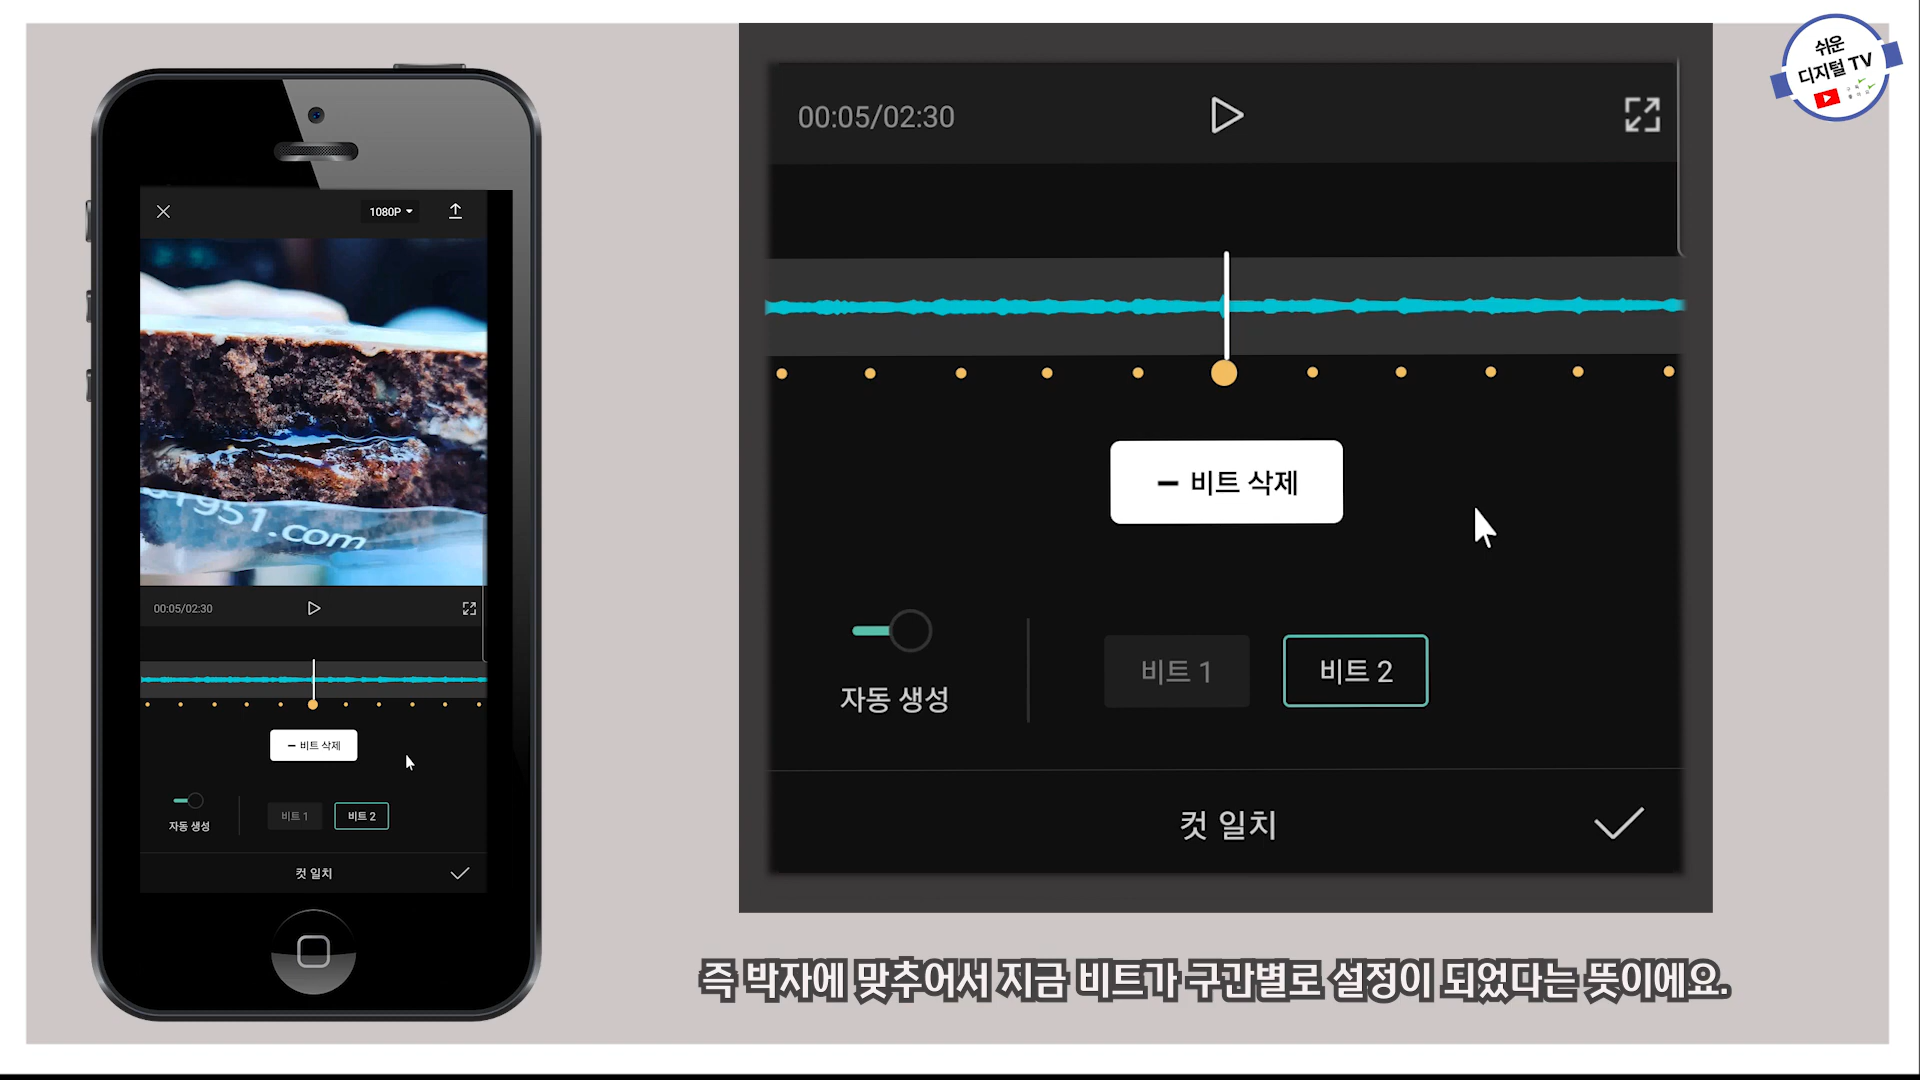 쉬운
디지털 TV
1080P
1951.com
00:05/02:30
비트 삭제
자동 생성
비트 1
비트 2
컷 일치
00:05/02:30
비트 삭제
자동 생성
비트 1
비트 2
컷 일치
즉 박자에 맞추어서 지금 비트가 구간별로 설정이 되었다는 뜻이에요.